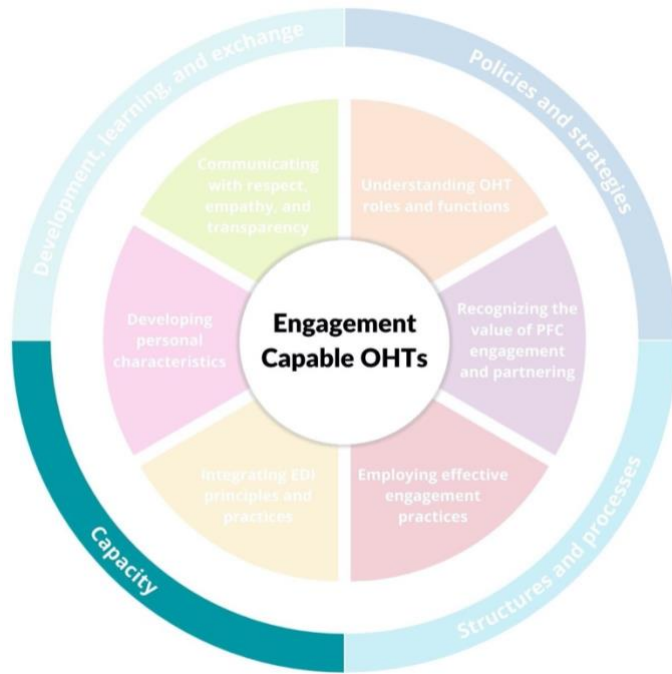 Development, learning, and exchange
Policies and strategies
Communicating
with respect,
empathy, and
transparency
Understanding OHT
roles and functions
Developing
personal
characteristics
Engagement
Capable OHTs
Recognizing the
value of PFC
engagement
and partnering
Integrating EDI
principles and
practices
Employing effective
engagement
practices
Capacity
Structures and processes